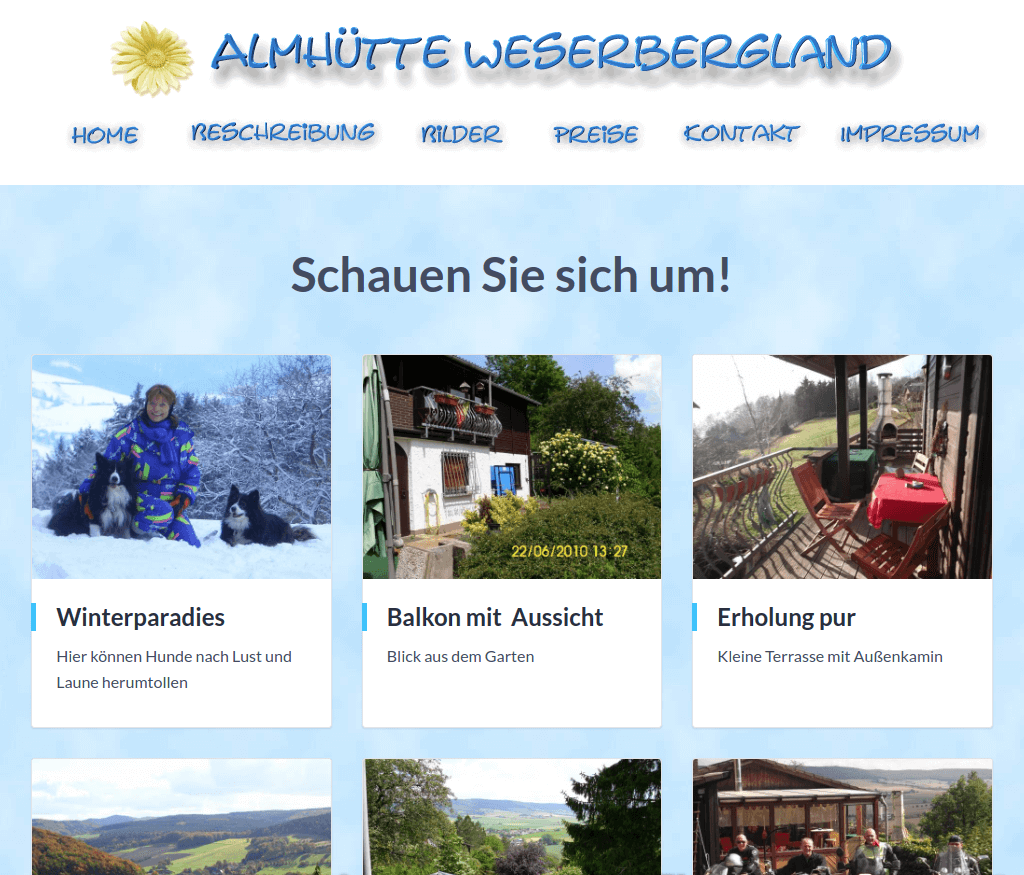 ALMHÜTTE WESERBERGLAND
HOME BESCHREIBUNG BILDER PREISE KONTAKT IMPRESSUM
Schauen Sie sich um!
22/06/2010 13:27
Winterparadies
Hier können Hunde nach Lust und
Laune herumtollen
Balkon mit Aussicht
Blick aus dem Garten
Erholung pur
Kleine Terrasse mit Außenkamin